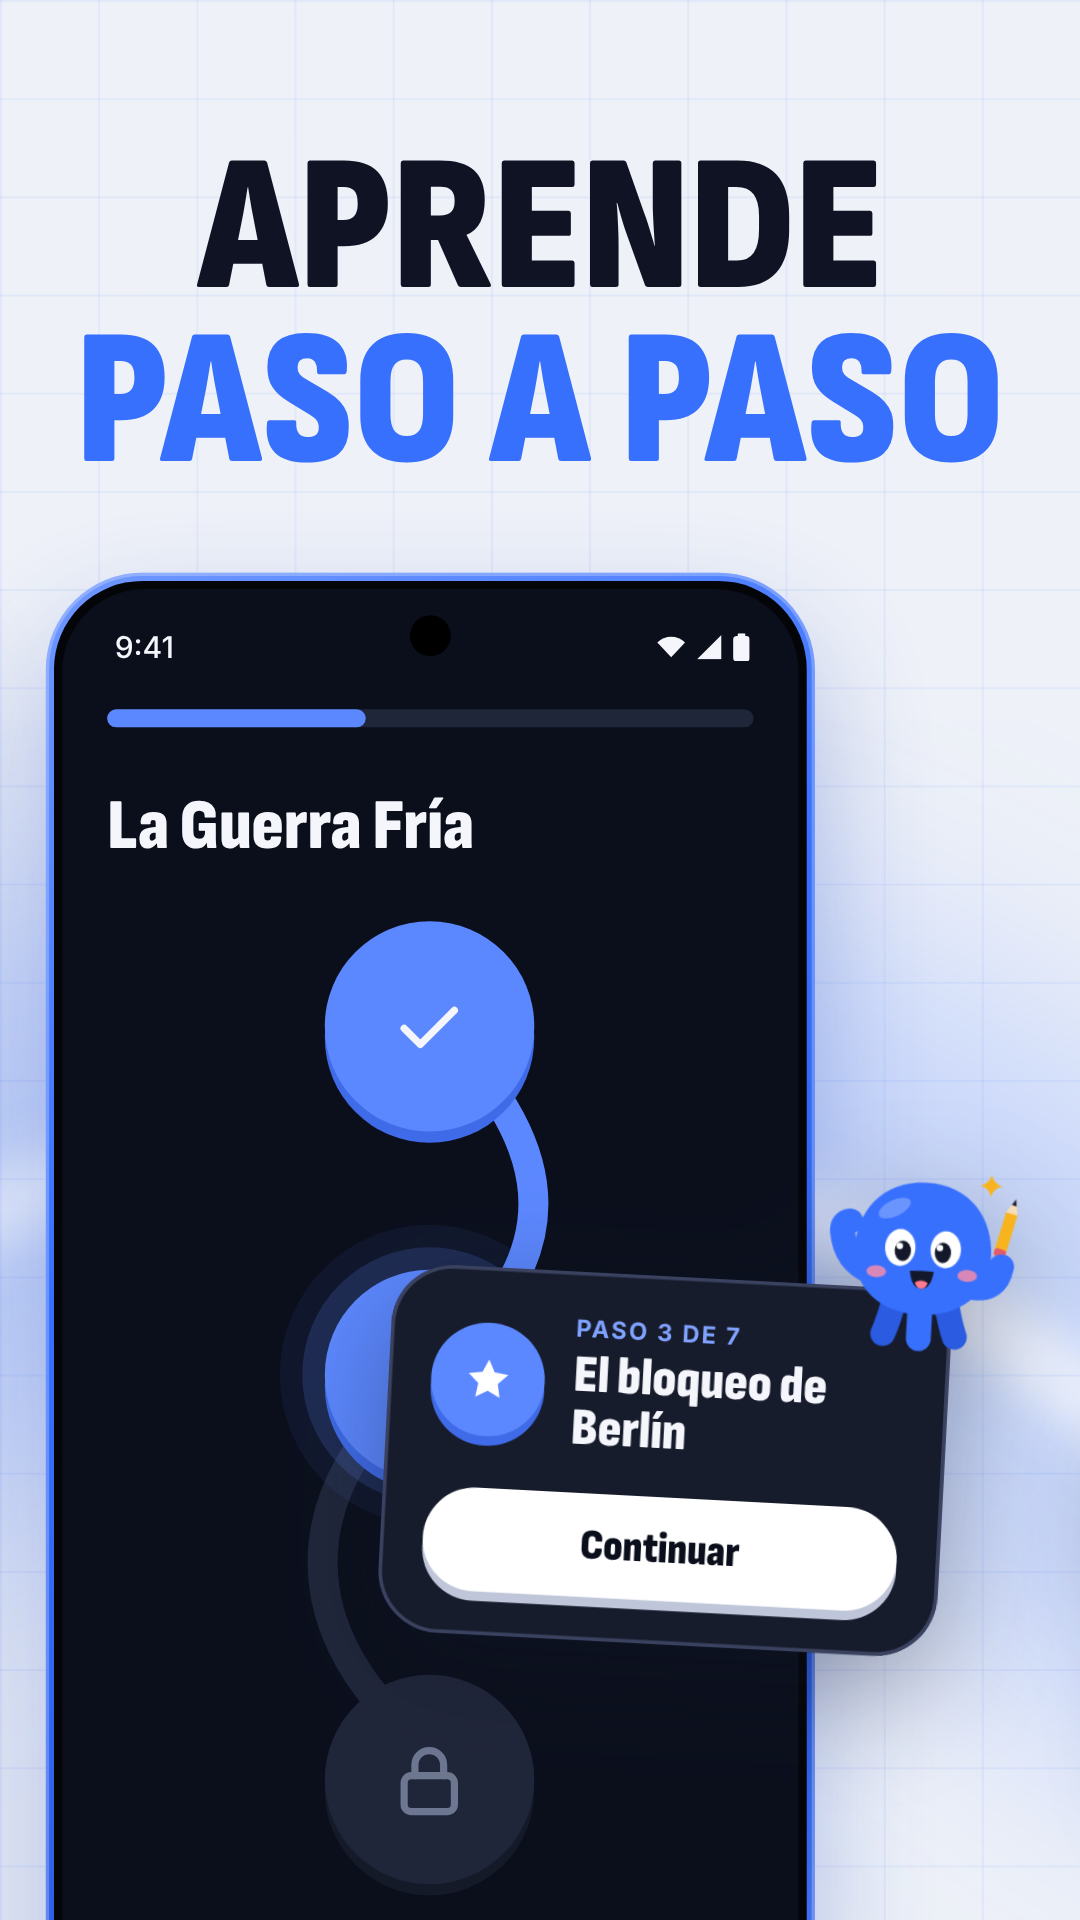 APRENDE
PASO A PASO
9:41
La Guerra Fría
PASO 3 DE 7
El bloqueo de
Berlín
Continuar